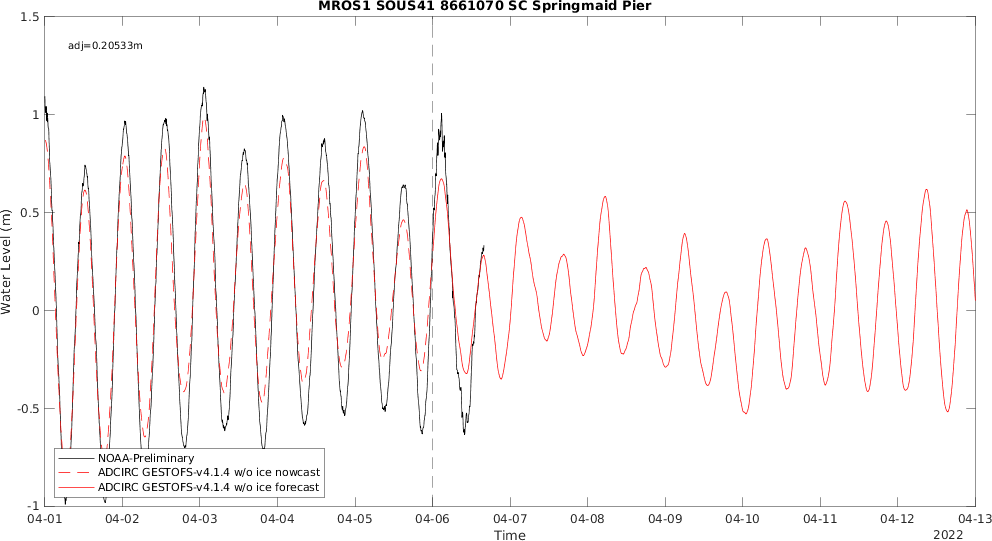 MROS1 SOUS41 8661070 SC Springmaid Pier
adj=0.20533m
1.5
1
0.5
0
-0.5
-1
Water Level (m)
NOAA-Preliminary
ADCIRC GESTOFS-v4.1.4 w/o ice nowcast
ADCIRC GESTOFS-v4.1.4 w/o ice forecast
04-01 04-02 04-03 04-04 04-05 04-06 04-07 04-08 04-09 04-10 04-11 04-12 04-13
Time
2022